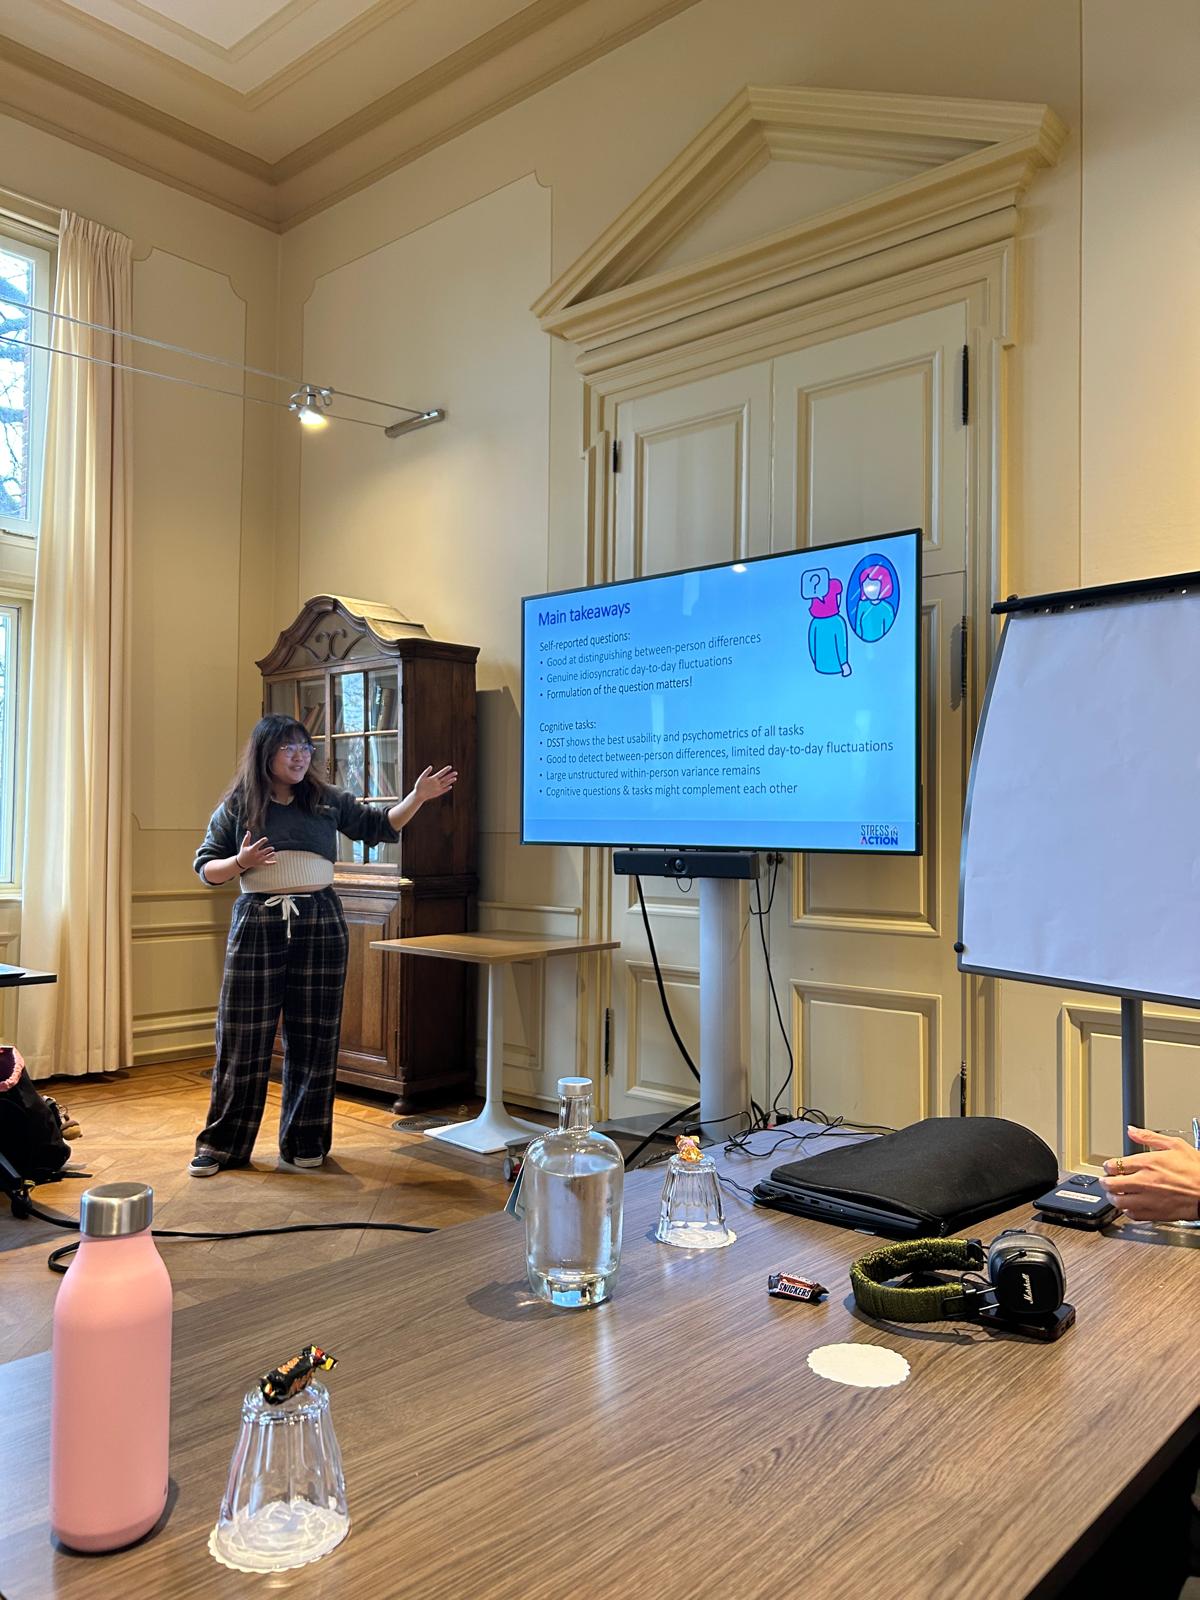 Main takeaways
?
Self-reported questions:
• Good at distinguishing between-person differences
• Genuine idiosyncratic day-to-day fluctuations
• Formulation of the question matters!
Cognitive tasks:
• DSST shows the best usability and psychometrics of all tasks
• Good to detect between-person differences, limited day-to-day fluctuations
• Large unstructured within-person variance remains
• Cognitive questions & tasks might complement each other
STRESS IN
ACTION
SNICKERS
Marshall